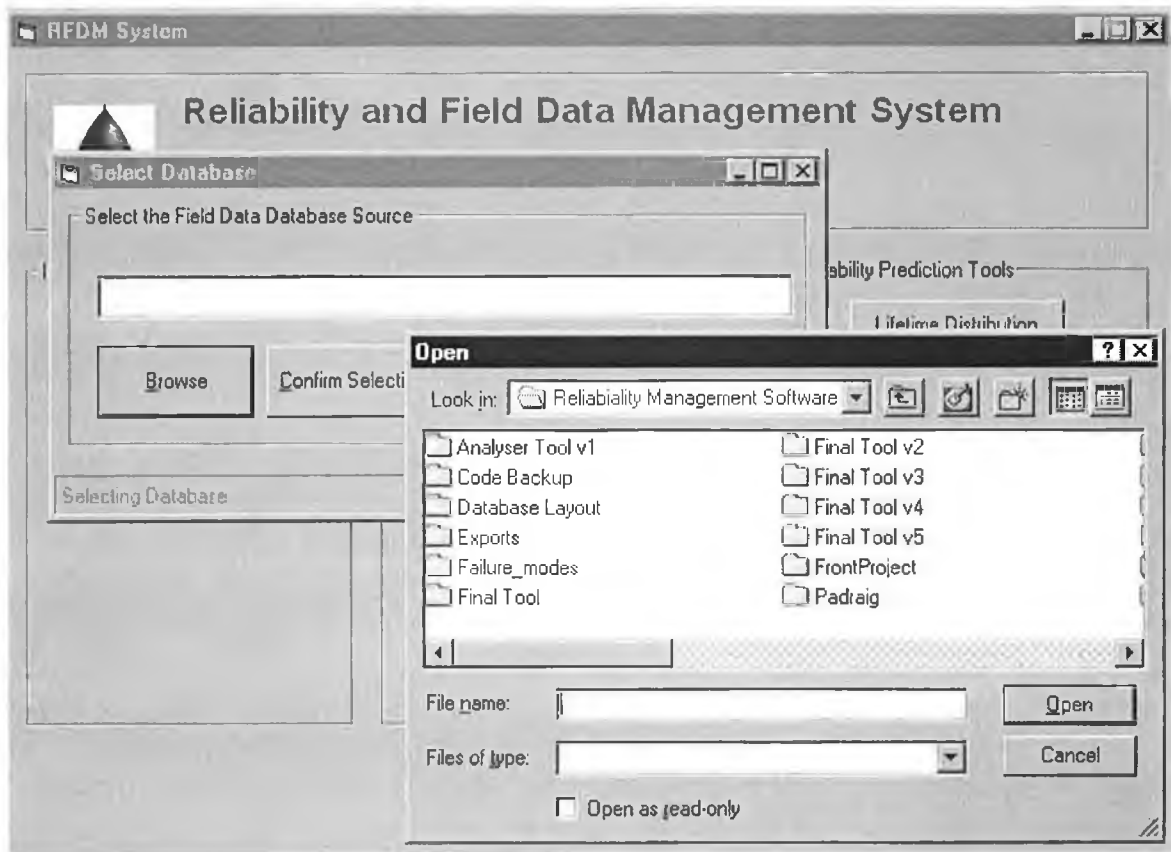 RFDM System
Reliability and Field Data Management System
Select Database
Select the Field Data Database Source
Browse
Confirm Selecti
ability Prediction Tools
Lifetime Distribution
Open
Look in:
Reliabiality Management Software
Analyser Tool v1
Code Backup
Database Layout
Exports
Failure_modes
Final Tool
Final Tool v2
Final Tool v3
Final Tool v4
Final Tool v5
FrontProject
Padraig
File name:
Open
Files of type:
Cancel
Open as read-only
Selecting Database